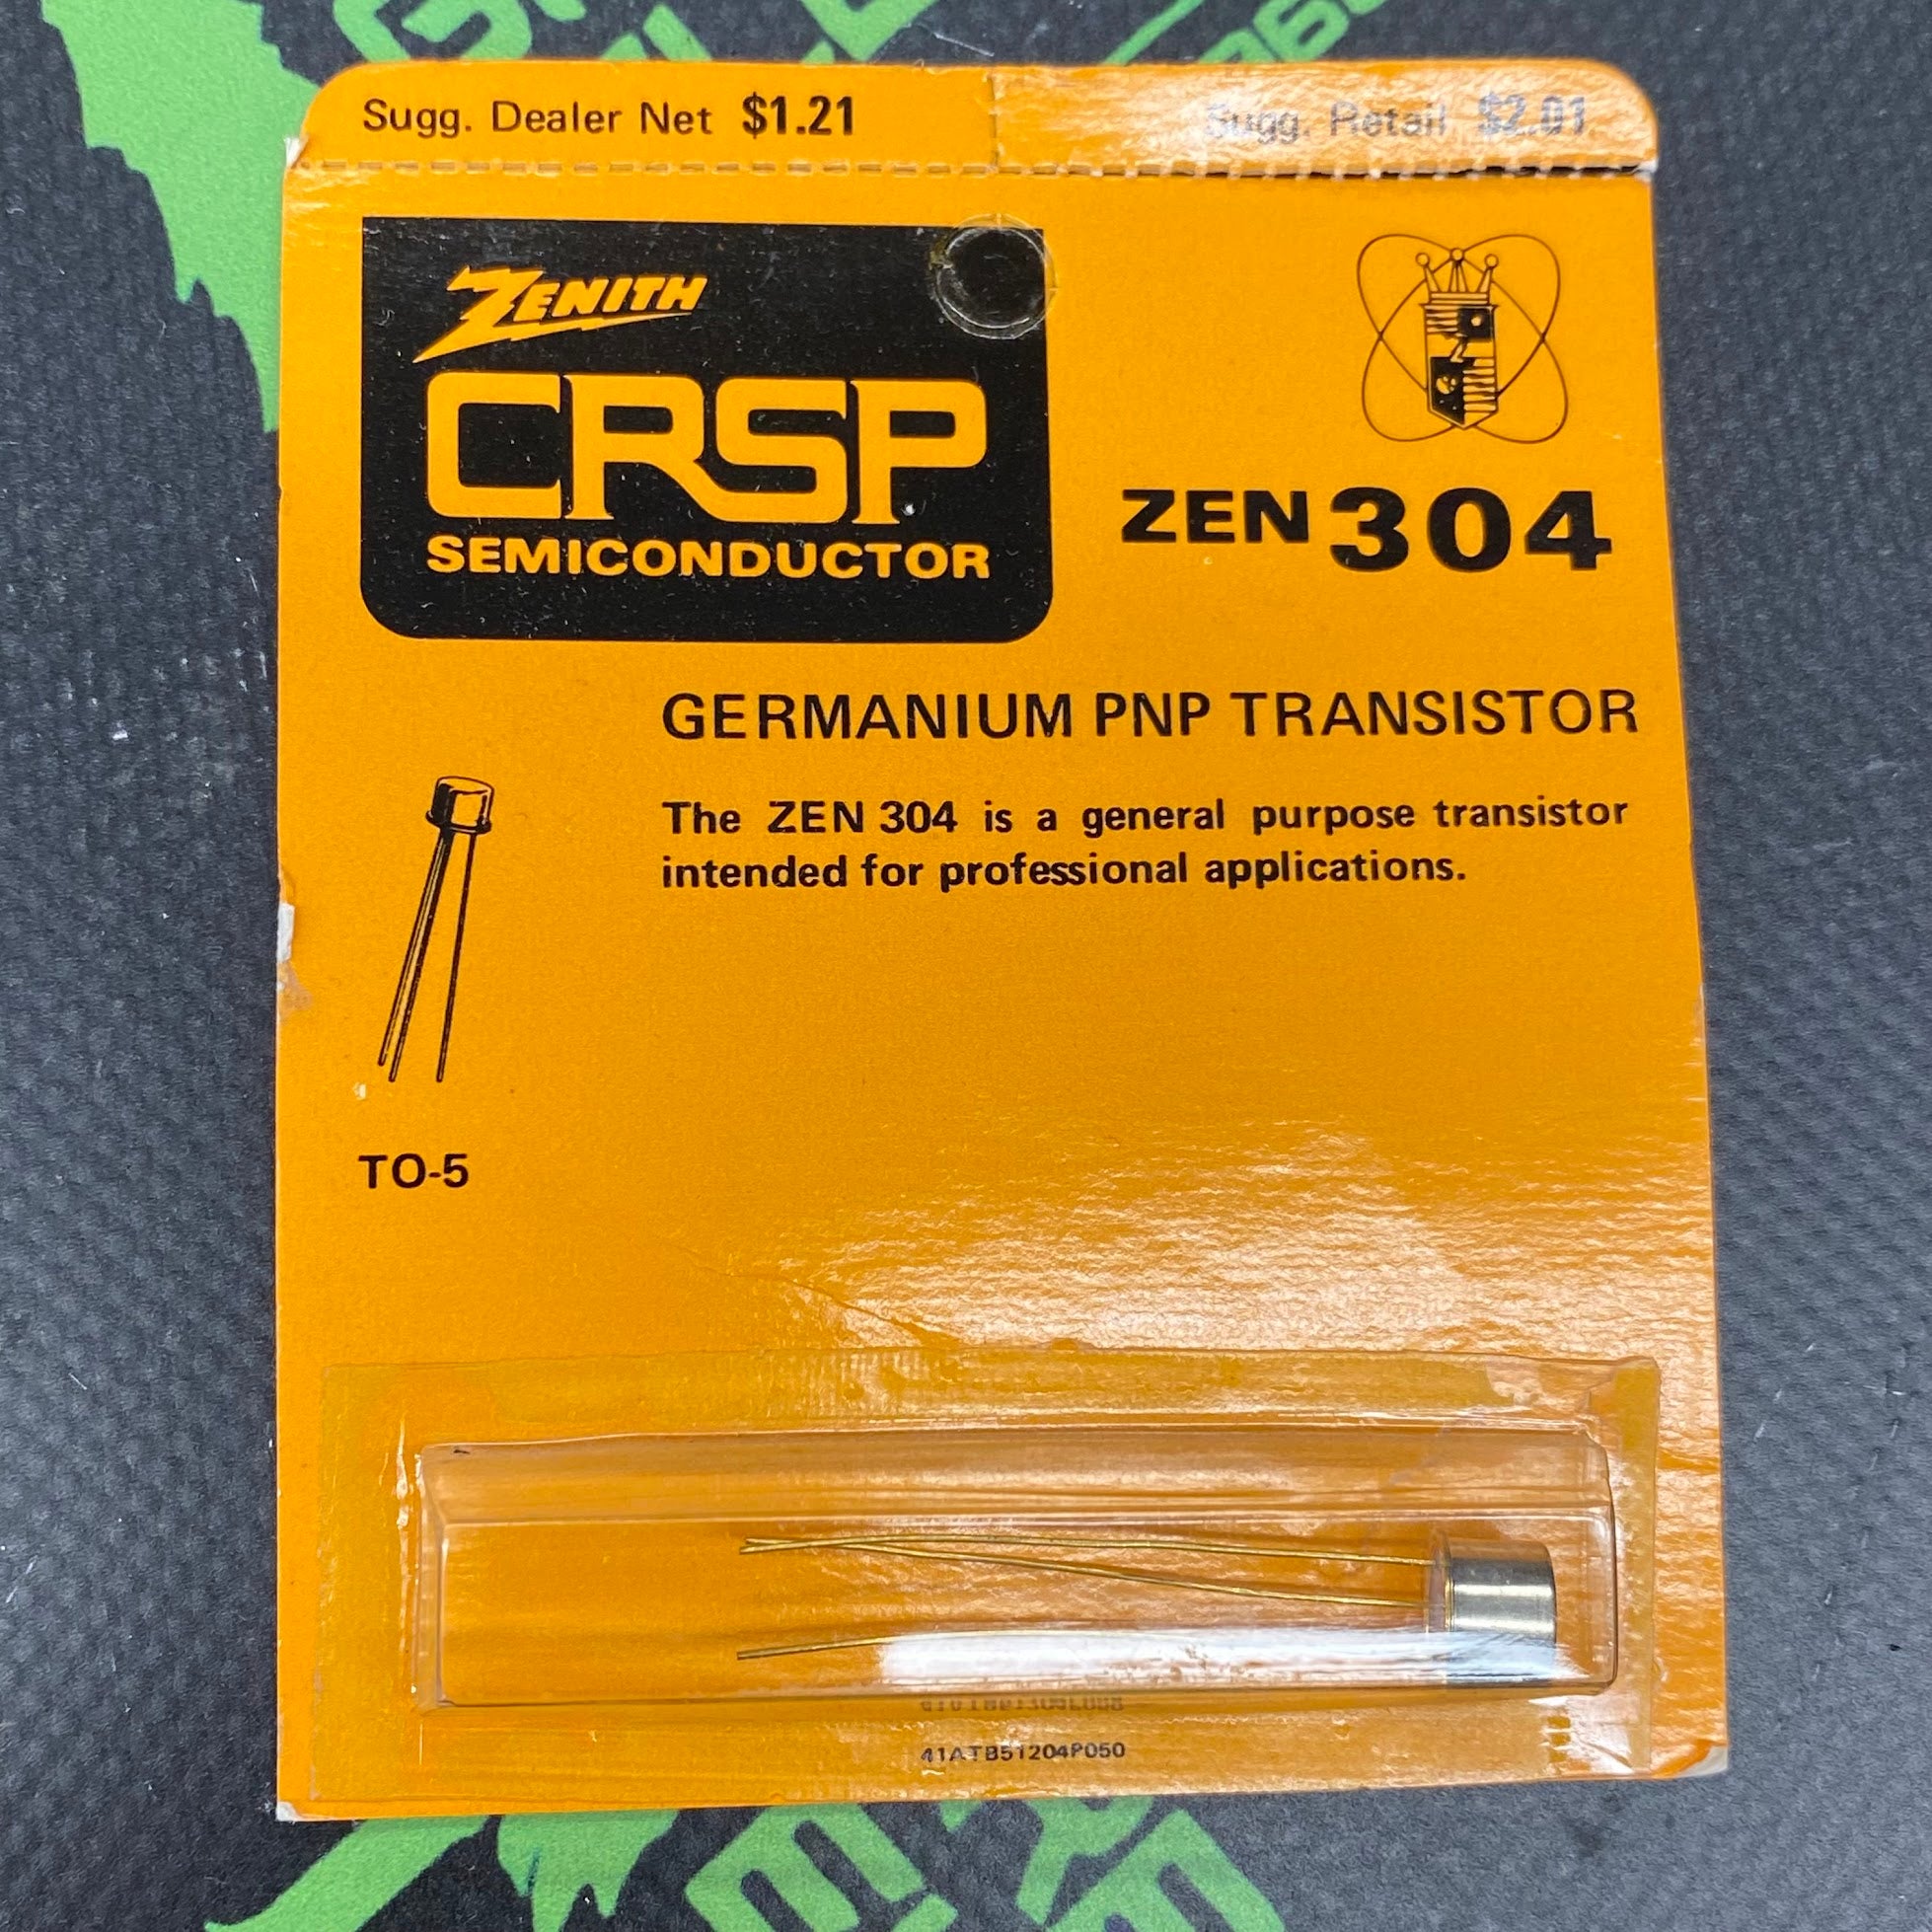 Sugg. Dealer Net $1.21
Sugg. Retail $2.01
ZENITH
CRSP
SEMICONDUCTOR
ZEN 304
GERMANIUM PNP TRANSISTOR
The ZEN 304 is a general purpose transistor
intended for professional applications.
TO-5
41ATB51204P050